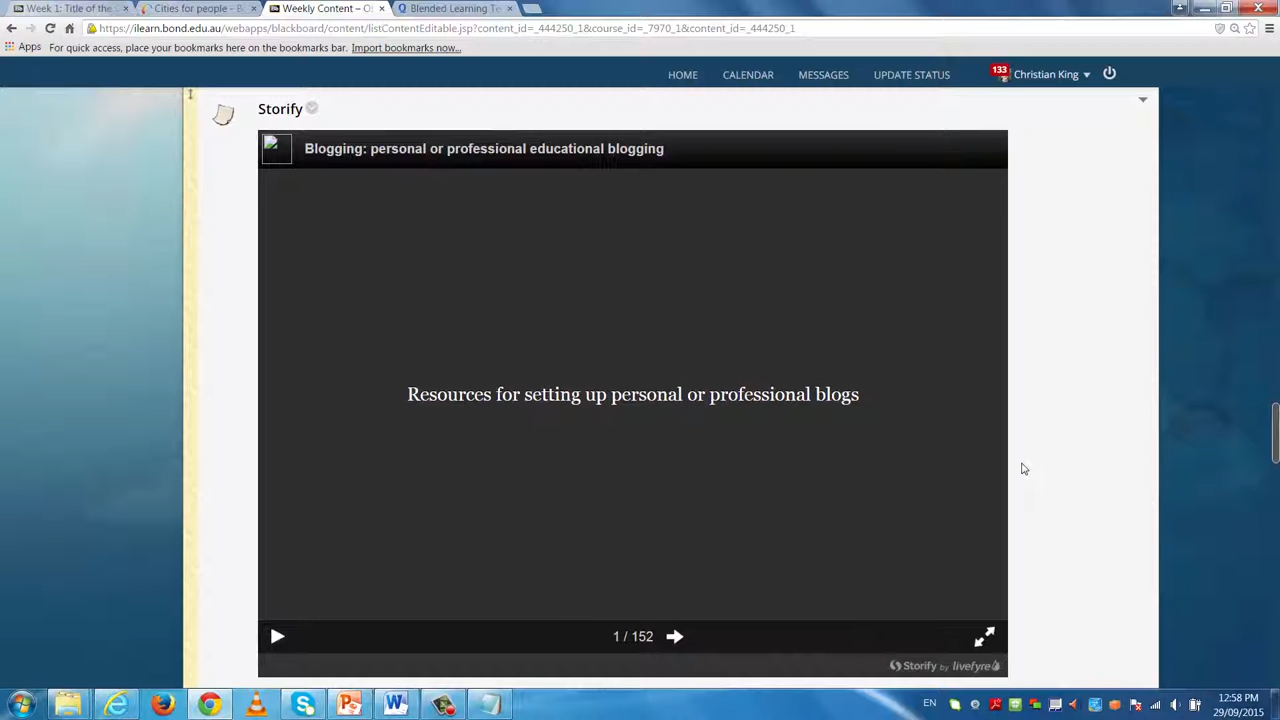 Week 1: Title of the
Cities for people - B
Weekly Content – O
Blended Learning Te
https://ilearn.bond.edu.au/webapps/blackboard/content/listContentEditable.jsp?content_id=_444250_1&course_id=_7970_1&content_id=_444250_1
Apps For quick access, place your bookmarks here on the bookmarks bar. Import bookmarks now...
HOME CALENDAR MESSAGES UPDATE STATUS 133 Christian King
Storify
Blogging: personal or professional educational blogging
Resources for setting up personal or professional blogs
1 / 152
Storify by livefyre
EN
12:58 PM
29/09/2015